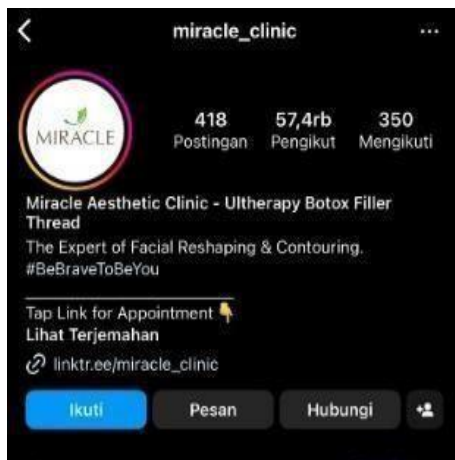 miracle_clinic
MIRACLE
418 57,4rb 350
Postingan Pengikut Mengikuti
Miracle Aesthetic Clinic - Ultherapy Botox Filler
Thread
The Expert of Facial Reshaping & Contouring.
#BeBraveToBeYou
Tap Link for Appointment 👇
Lihat Terjemahan
linktr.ee/miracle_clinic
Ikuti Pesan Hubungi